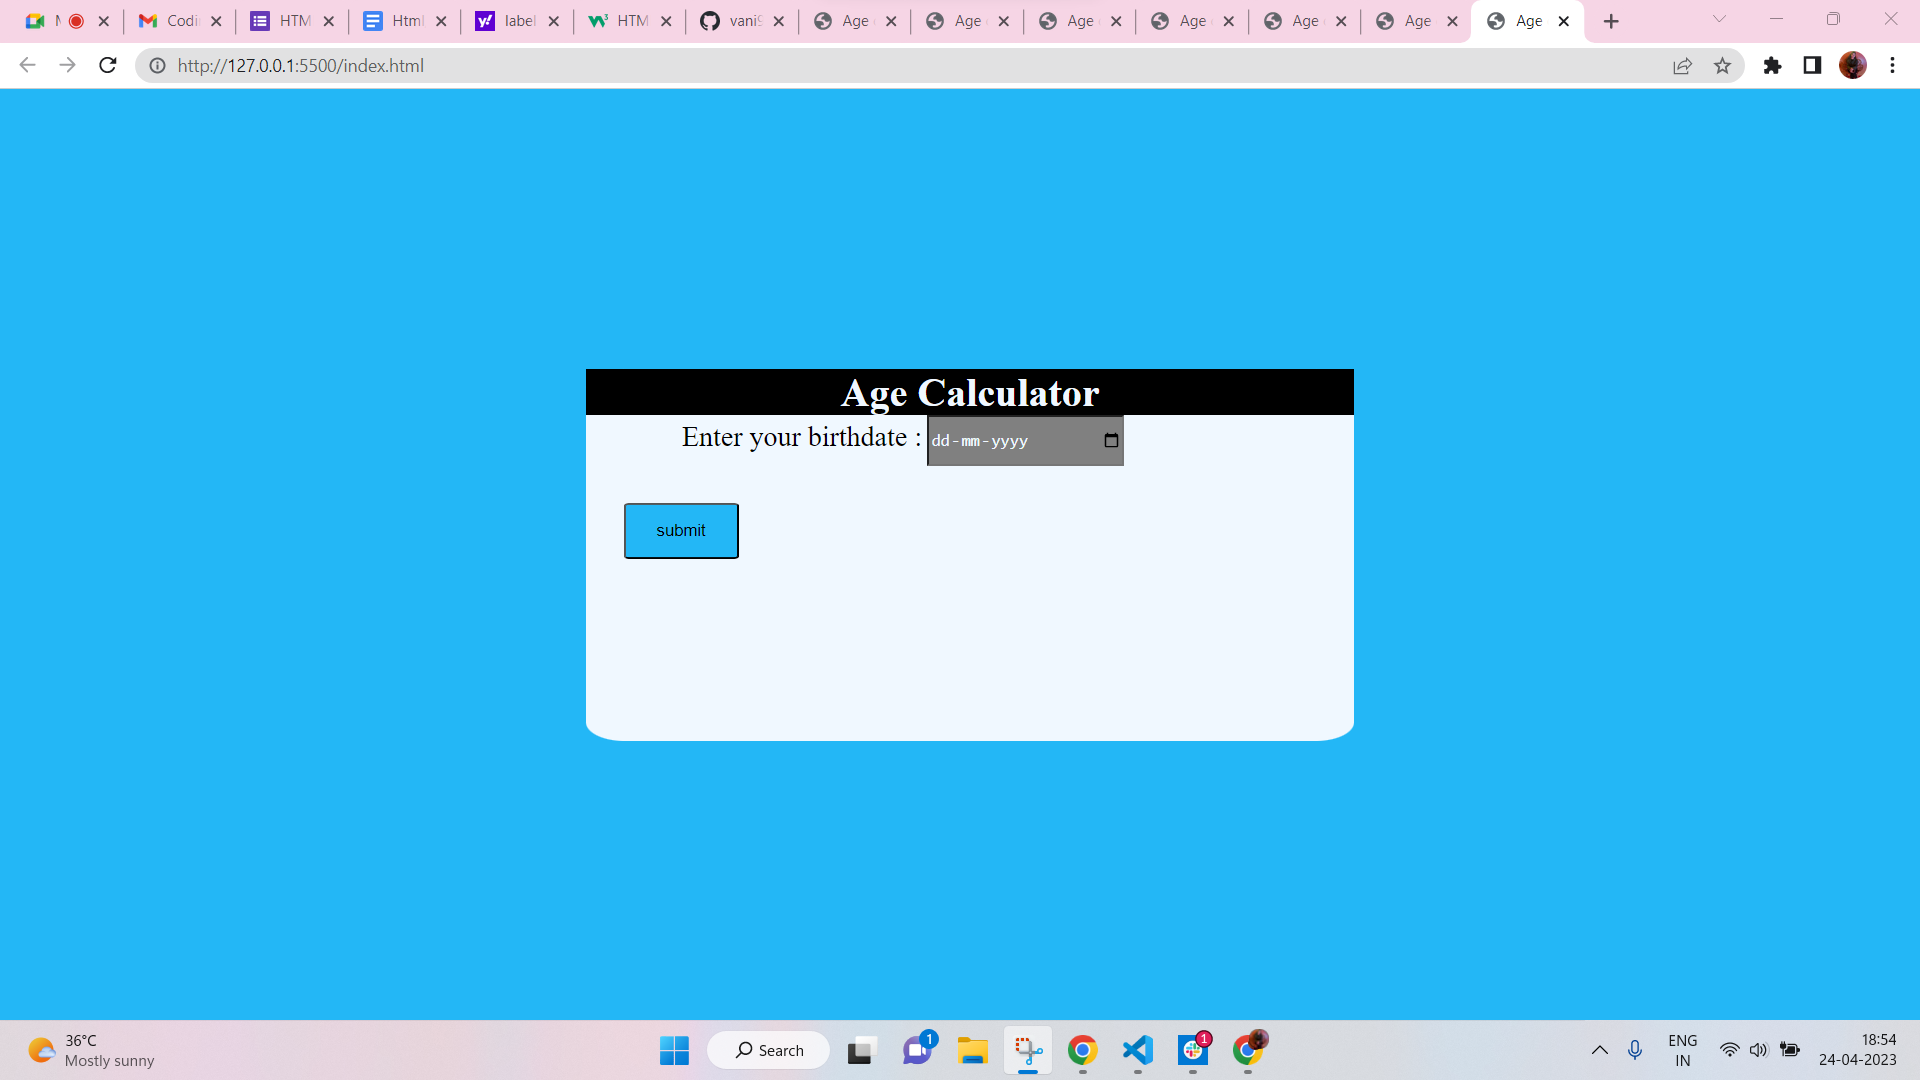 M
Codi
HTM
Html
label
HTM
vani9
Age
Age
Age
Age
Age
Age
Age
http://127.0.0.1:5500/index.html
Age Calculator
Enter your birthdate : dd-mm-yyyy
submit
36°C
Mostly sunny
Search
1
1
ENG
IN
18:54
24-04-2023